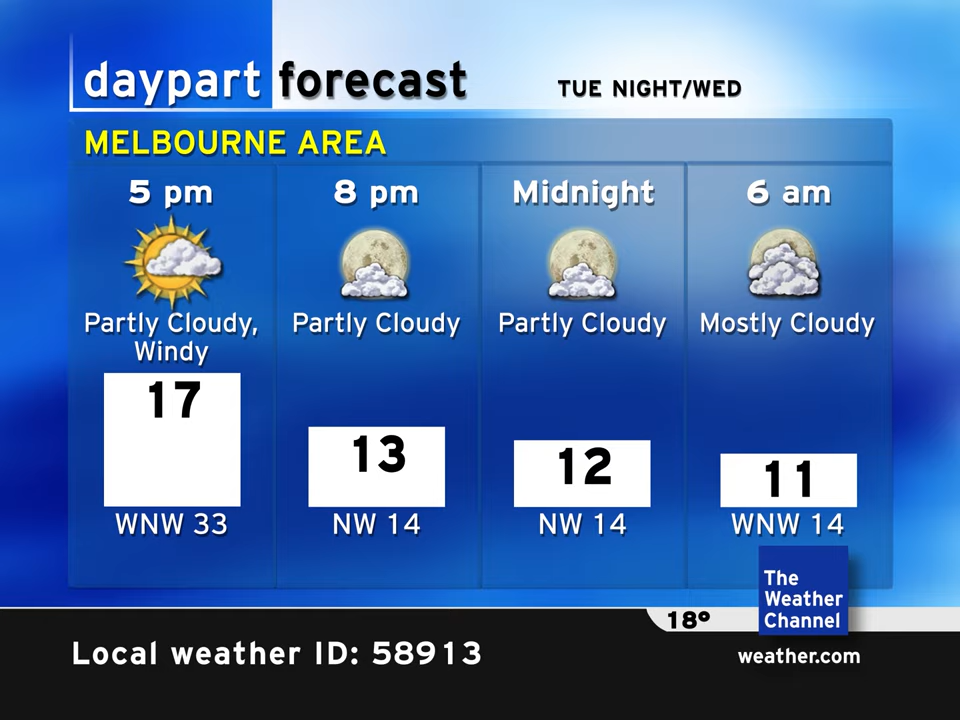 daypart forecast
TUE NIGHT/WED
MELBOURNE AREA
5 pm
8 pm
Midnight
6 am
Partly Cloudy,
Windy
Partly Cloudy
Partly Cloudy
Mostly Cloudy
17
13
12
11
WNW 33
NW 14
NW 14
WNW 14
The
Weather
Channel
18°
Local weather ID: 58913
weather.com